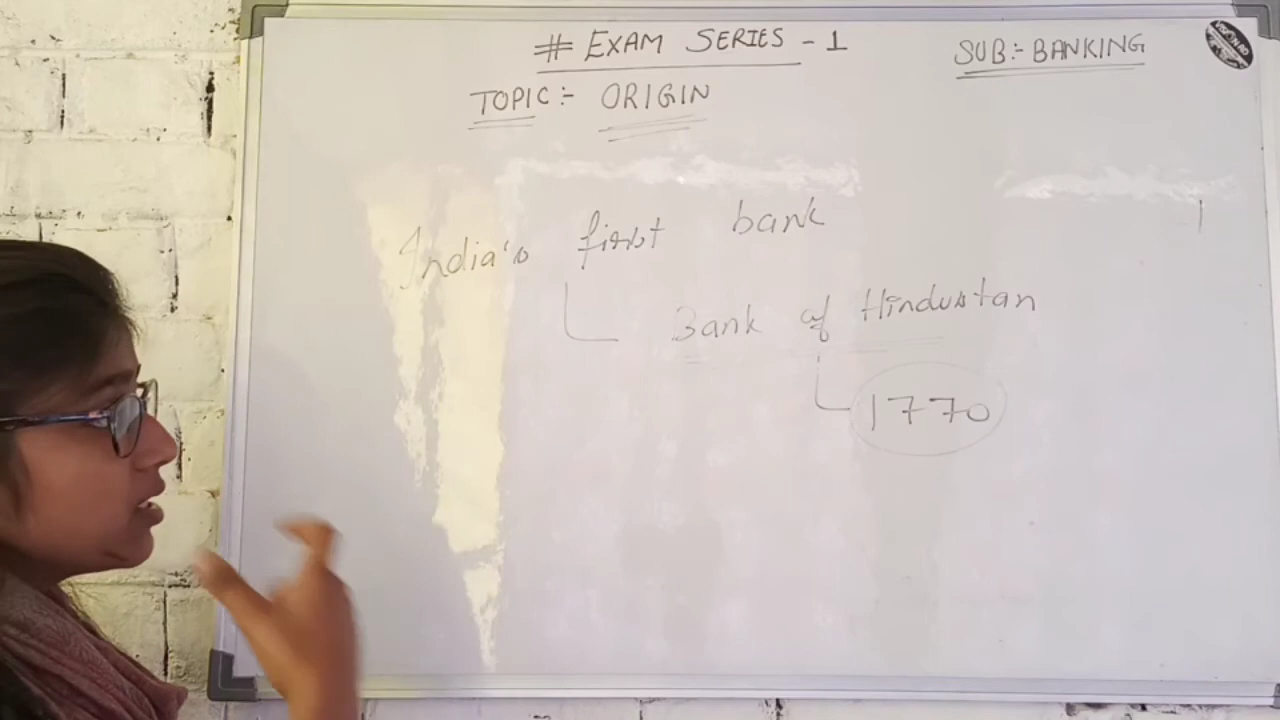 # EXAM SERIES - 1
SUB:- BANKING
TOPIC:- ORIGIN
India's first bank
Bank of Hindustan
1770